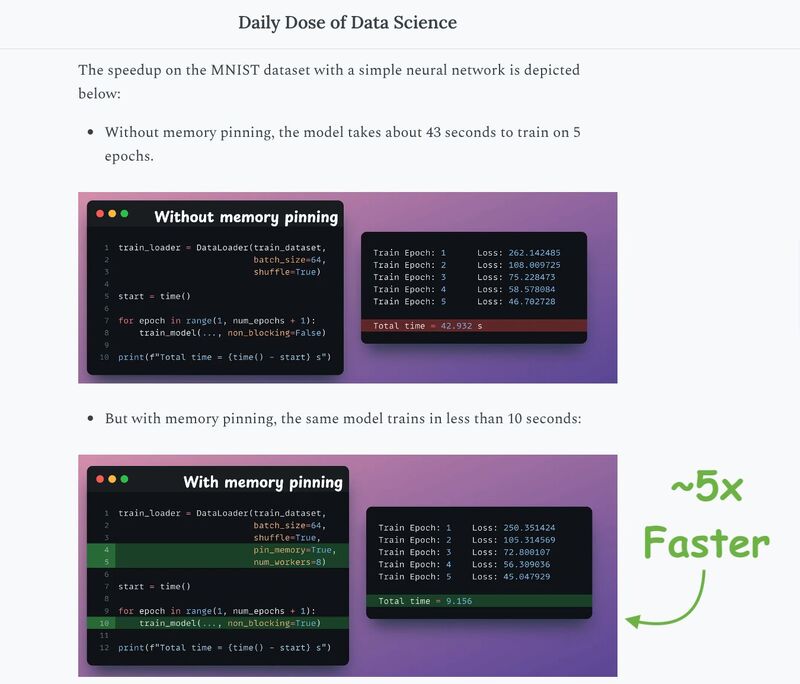 Daily Dose of Data Science
The speedup on the MNIST dataset with a simple neural network is depicted
below:
• Without memory pinning, the model takes about 43 seconds to train on 5
epochs.
Without memory pinning
1 train_loader = DataLoader(train_dataset,
2 batch_size=64,
3 shuffle=True)
4
5 start = time()
6
7 for epoch in range(1, num_epochs + 1):
8 train_model(..., non_blocking=False)
9
10 print(f"Total time = {time() - start} s")
Train Epoch: 1 Loss: 262.142485
Train Epoch: 2 Loss: 108.009725
Train Epoch: 3 Loss: 75.228473
Train Epoch: 4 Loss: 58.578084
Train Epoch: 5 Loss: 46.702728
Total time = 42.932 s
• But with memory pinning, the same model trains in less than 10 seconds:
With memory pinning
1 train_loader = DataLoader(train_dataset,
2 batch_size=64,
3 shuffle=True,
4 pin_memory=True,
5 num_workers=8)
6
7 start = time()
8
9 for epoch in range(1, num_epochs + 1):
10 train_model(..., non_blocking=True)
11
12 print(f"Total time = {time() - start} s")
Train Epoch: 1 Loss: 250.351424
Train Epoch: 2 Loss: 105.314569
Train Epoch: 3 Loss: 72.800107
Train Epoch: 4 Loss: 56.309036
Train Epoch: 5 Loss: 45.047929
Total time = 9.156
~5x
Faster